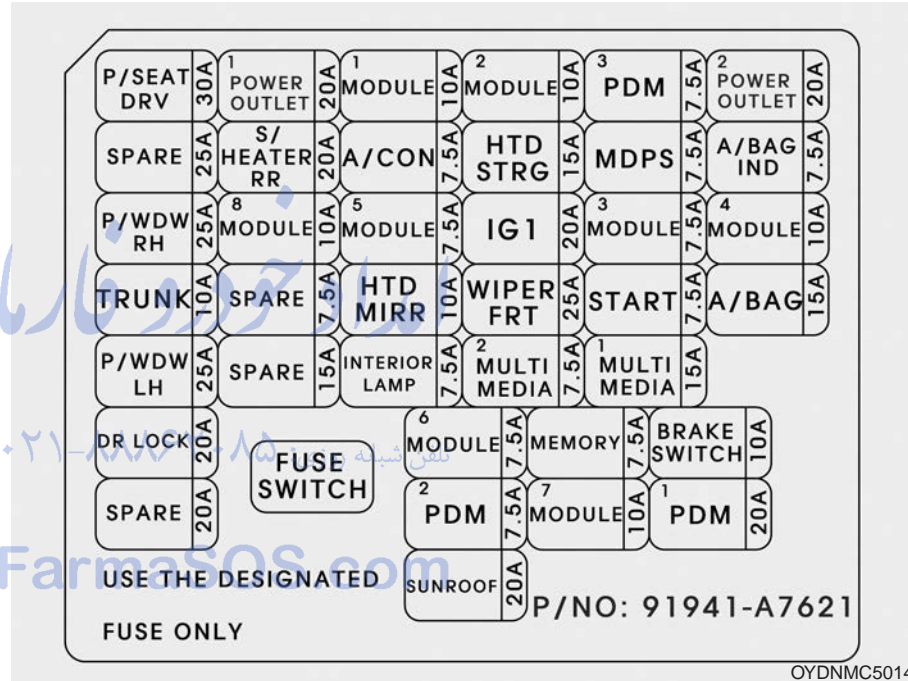 P/SEAT DRV 30A
1 POWER OUTLET 20A
1 MODULE 10A
2 MODULE 10A
3 PDM 7.5A
2 POWER OUTLET 20A
SPARE 25A
S/ HEATER RR 20A
A/CON 7.5A
HTD STRG 15A
MDPS 7.5A
A/BAG IND 7.5A
P/WDW RH 25A
8 MODULE 10A
5 MODULE 7.5A
IG1 20A
3 MODULE 7.5A
4 MODULE 10A
TRUNK 10A
SPARE 7.5A
HTD MIRR 10A
WIPER FRT 25A
START 7.5A
A/BAG 15A
P/WDW LH 25A
SPARE 15A
INTERIOR LAMP 7.5A
2 MULTI MEDIA 7.5A
1 MULTI MEDIA 15A
DR LOCK 20A
FUSE SWITCH
6 MODULE 7.5A
MEMORY 7.5A
BRAKE SWITCH 10A
SPARE 20A
2 PDM 7.5A
7 MODULE 10A
1 PDM 20A
SUNROOF 20A
USE THE DESIGNATED
FUSE ONLY
P/NO: 91941-A7621
FarmaSOS.com
امداد خودرو فارما
OYDNMC5014